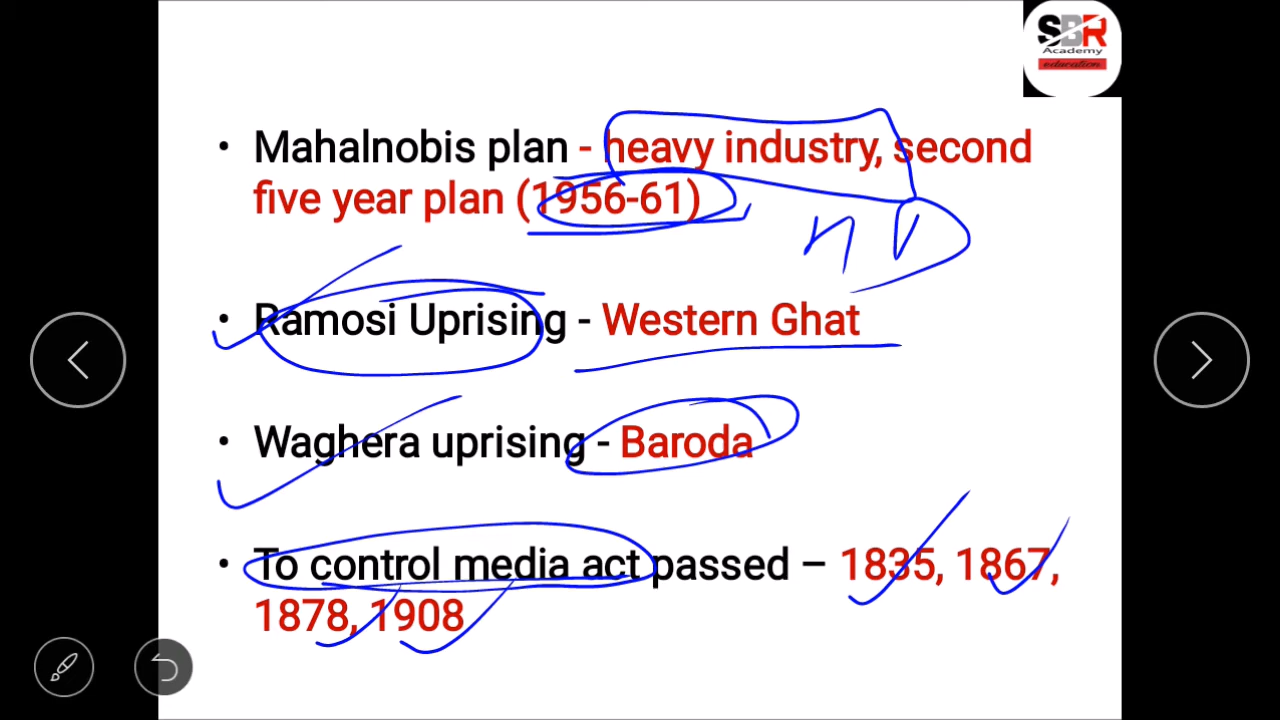 SBR
Academy
education
• Mahalnobis plan - heavy industry, second
five year plan (1956-61)
• Ramosi Uprising - Western Ghat
• Waghera uprising - Baroda
• To control media act passed – 1835, 1867,
1878, 1908